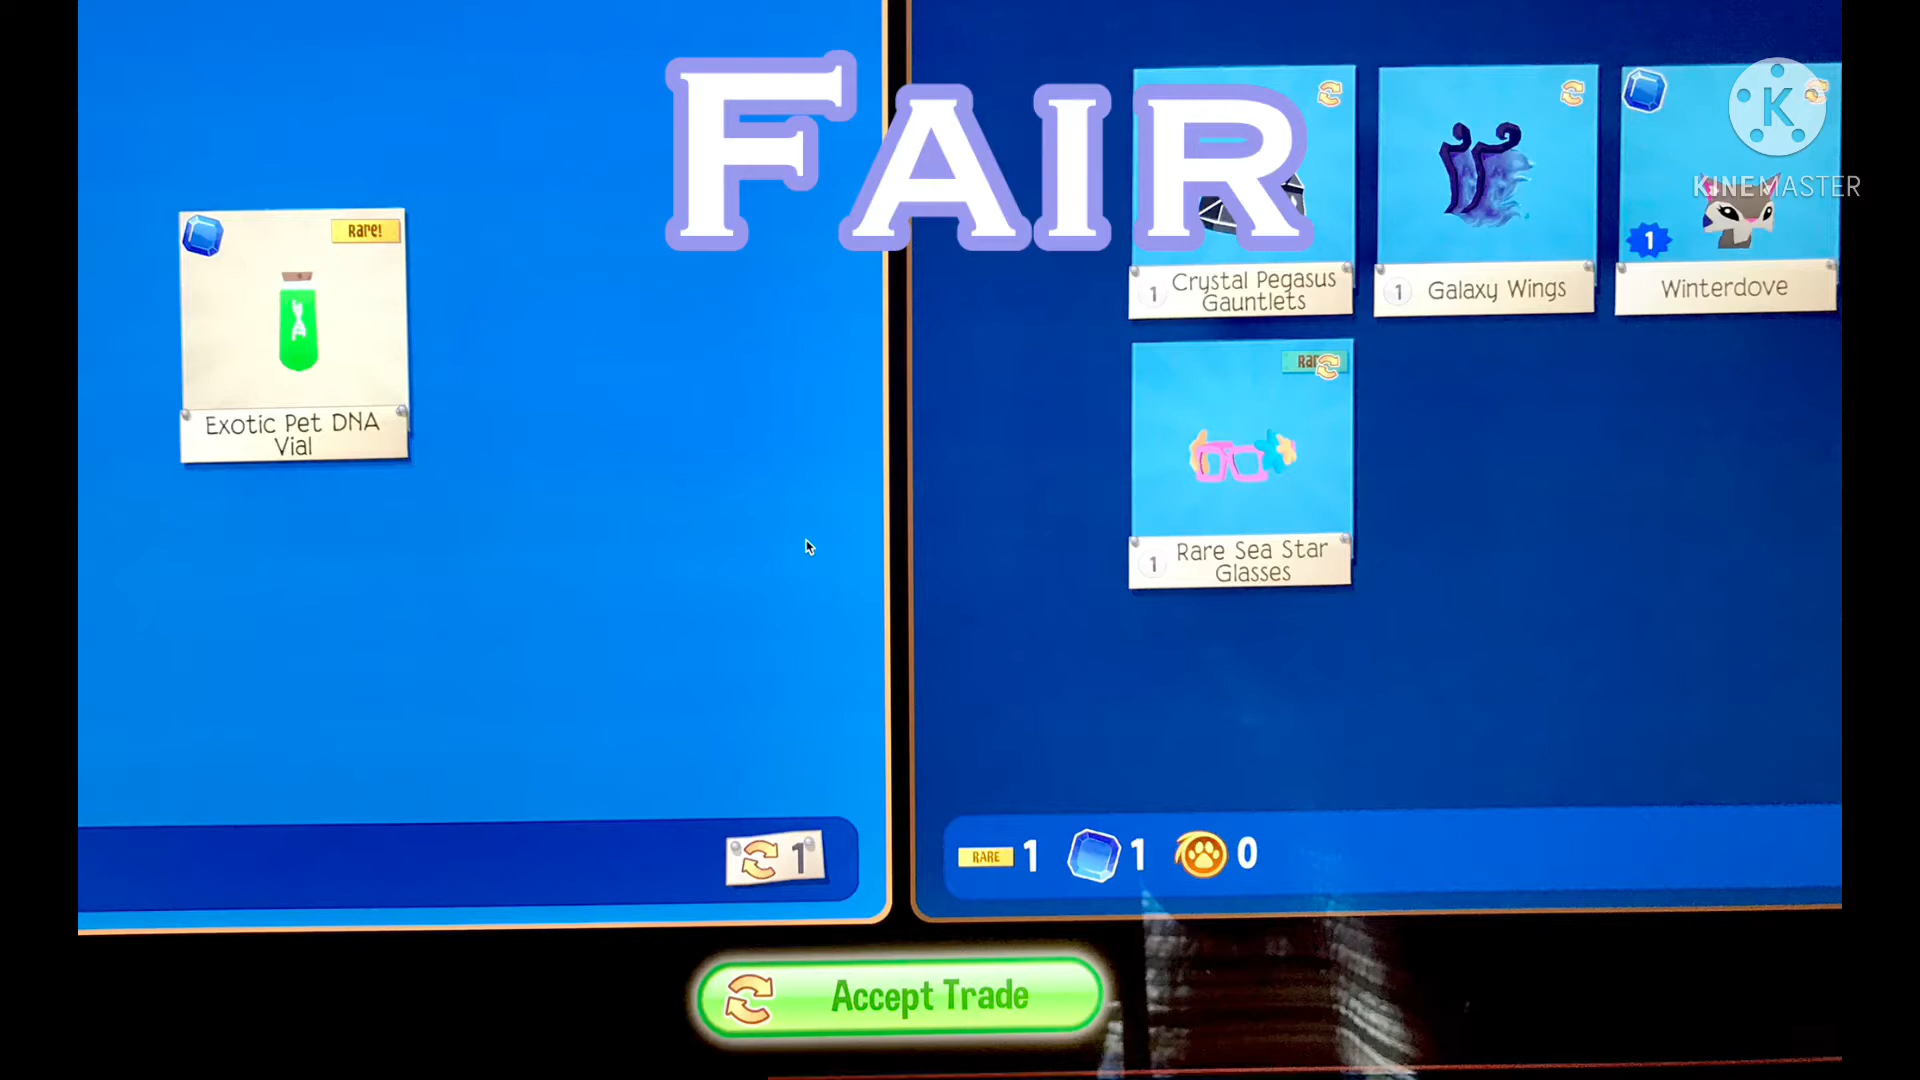 Fair
KINEMASTER
Rare!
Exotic Pet DNA
Vial
1
Crystal Pegasus
Gauntlets
1
Galaxy Wings
1
Winterdove
1
Rare Sea Star
Glasses
1
RARE 1 1 0
Accept Trade